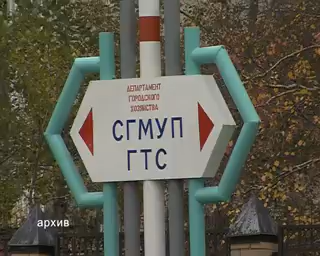 ДЕПАРТАМЕНТ
ГОРОДСКОГО
ХОЗЯЙСТВА
СГМУП
ГТС
архив